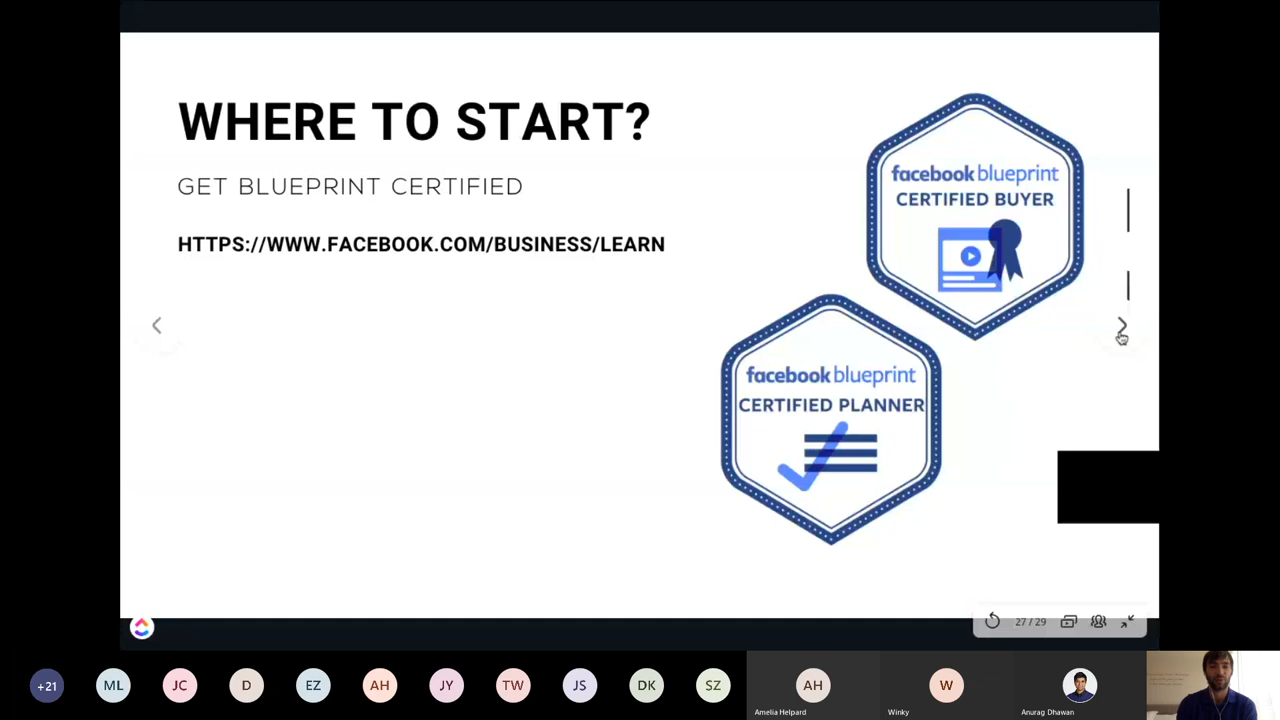 WHERE TO START?
GET BLUEPRINT CERTIFIED
HTTPS://WWW.FACEBOOK.COM/BUSINESS/LEARN
facebook blueprint
CERTIFIED BUYER
facebook blueprint
CERTIFIED PLANNER
27 / 29
+21
ML
JC
D
EZ
AH
JY
TW
JS
DK
SZ
AH
Amelia Helpard
W
Winky
Anurag Dhawan